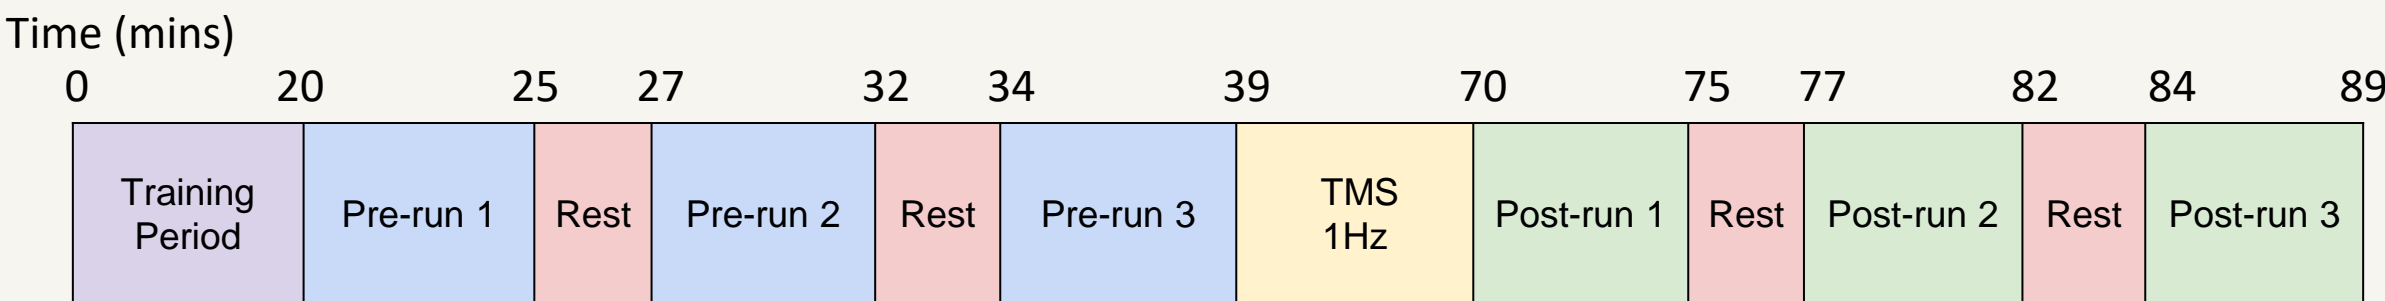 Time (mins)
0 20 25 27 32 34 39 70 75 77 82 84 89
Training
Period
Pre-run 1
Rest
Pre-run 2
Rest
Pre-run 3
TMS
1Hz
Post-run 1
Rest
Post-run 2
Rest
Post-run 3